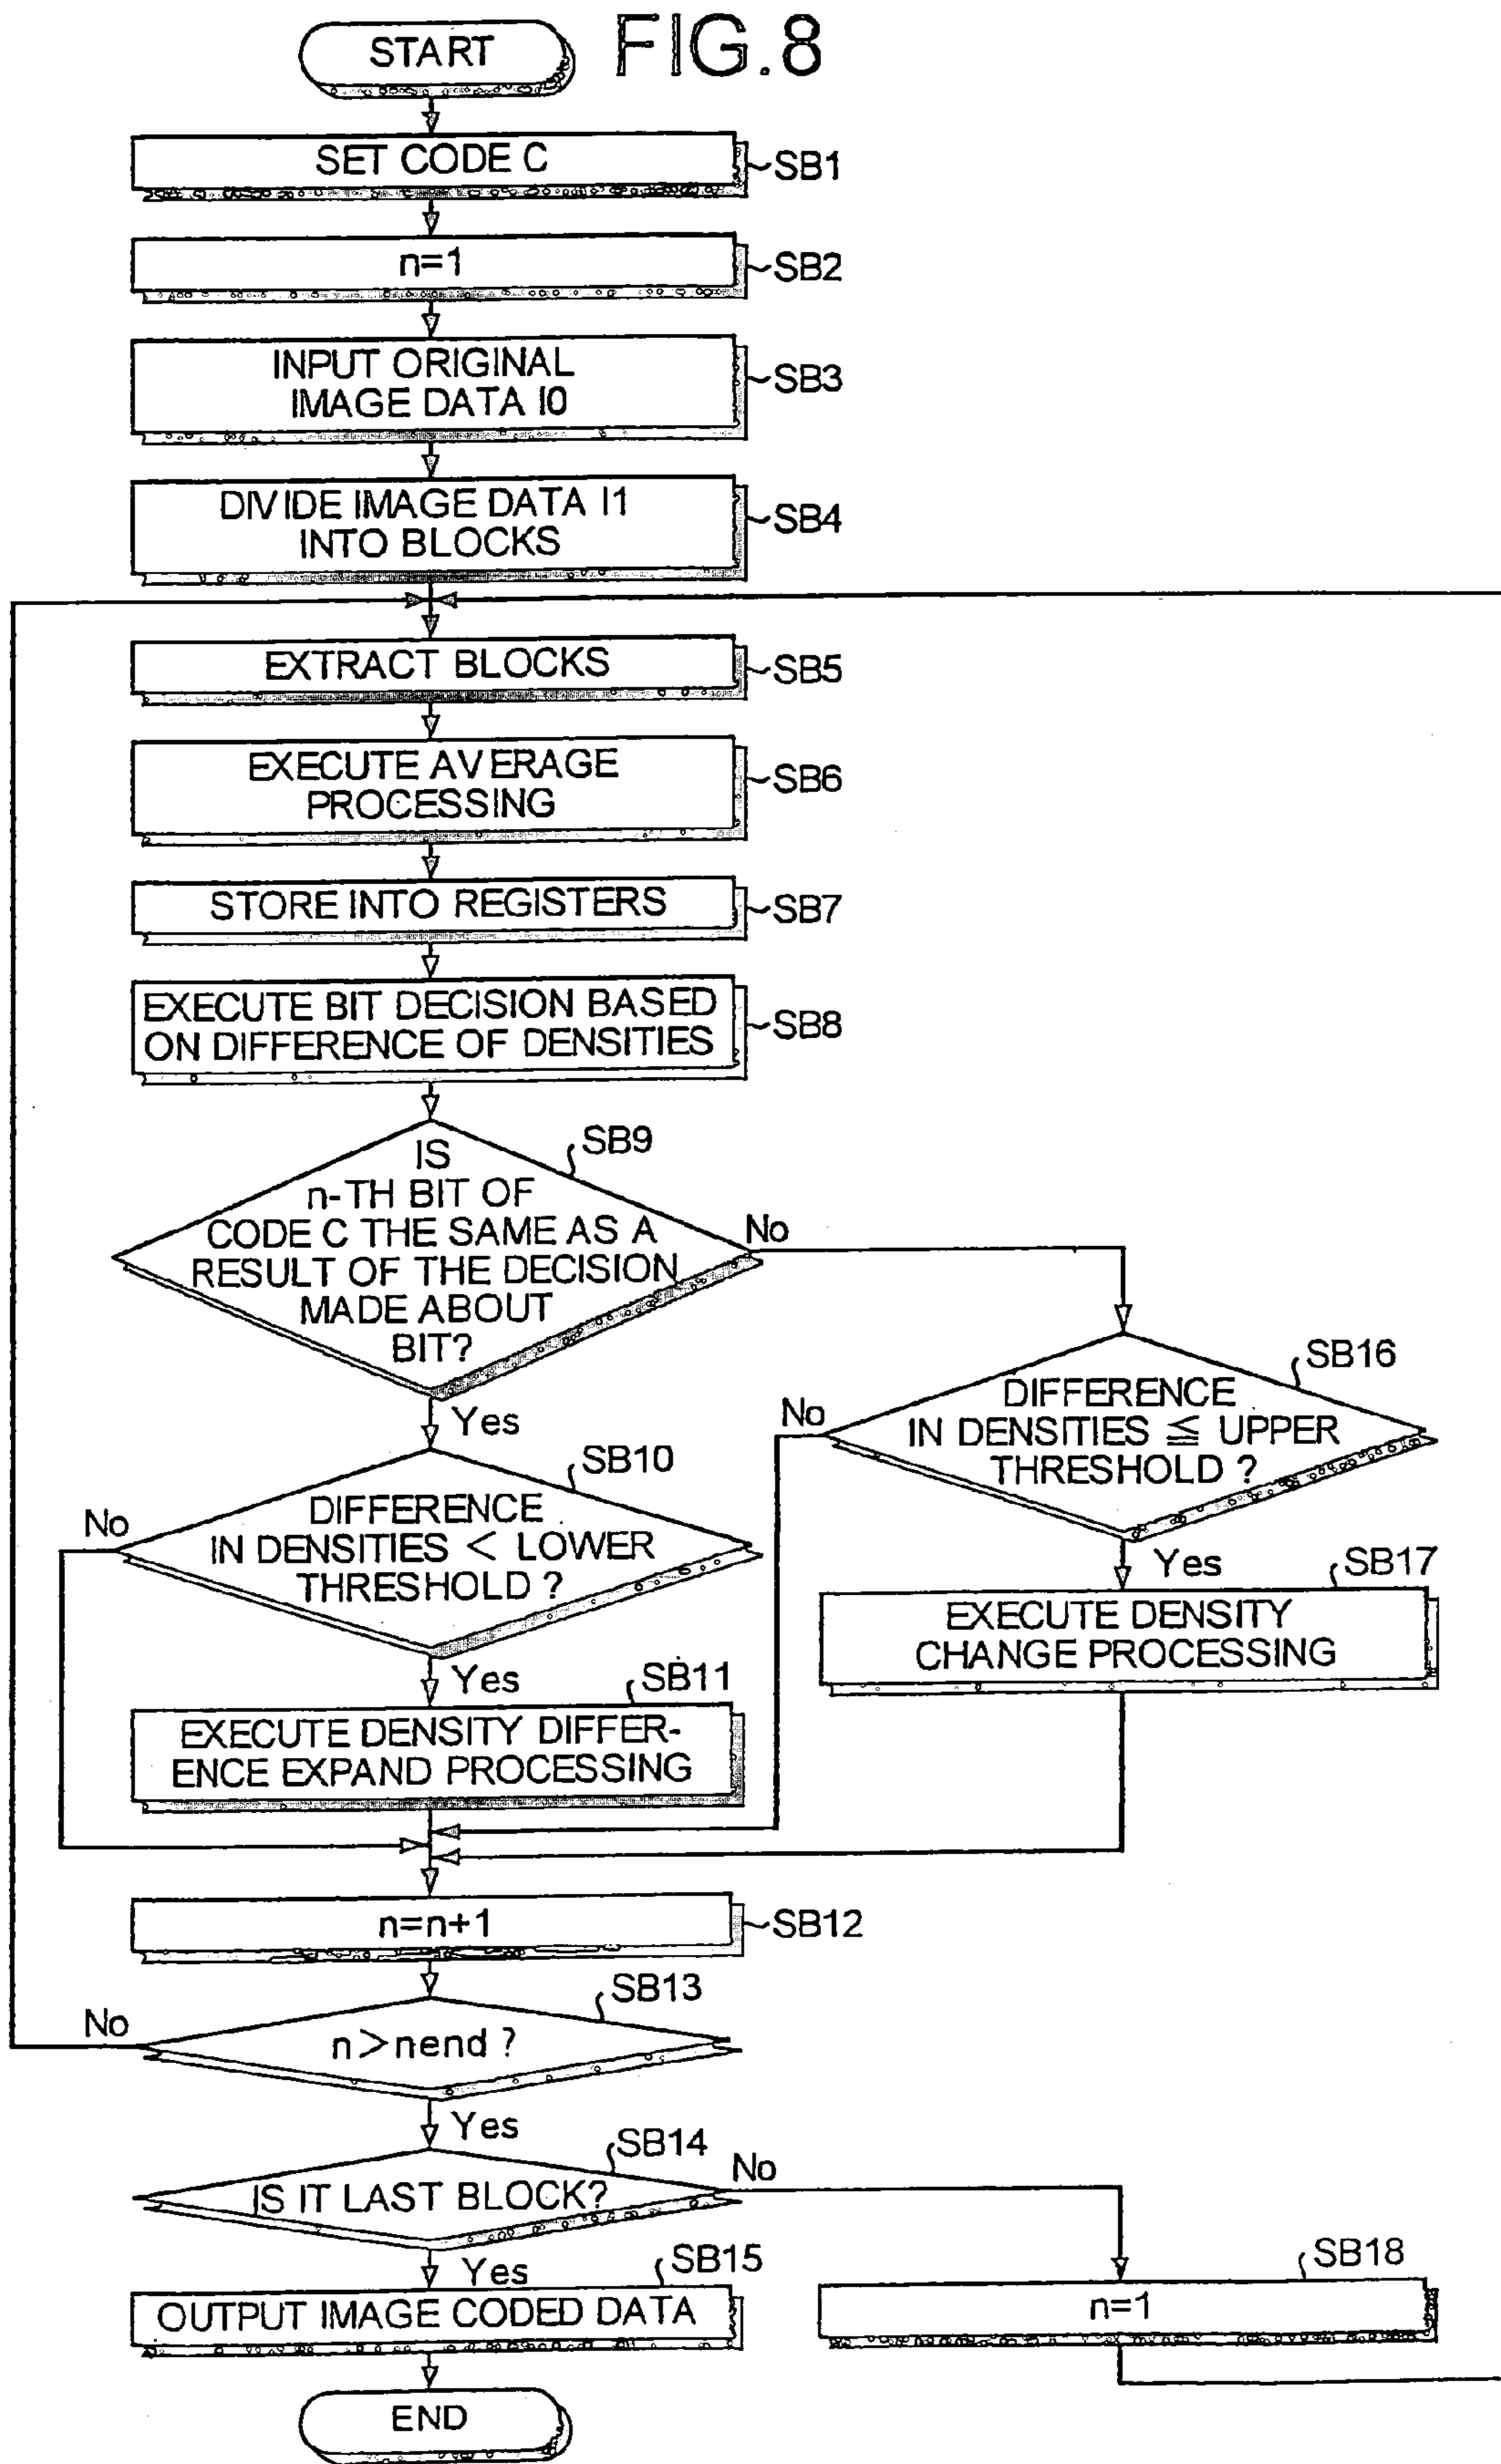 FIG.8
START
SET CODE C
SB1
n=1
SB2
INPUT ORIGINAL
IMAGE DATA I0
SB3
DIVIDE IMAGE DATA I1
INTO BLOCKS
SB4
EXTRACT BLOCKS
SB5
EXECUTE AVERAGE
PROCESSING
SB6
STORE INTO REGISTERS
SB7
EXECUTE BIT DECISION BASED
ON DIFFERENCE OF DENSITIES
SB8
SB9
IS
n-TH BIT OF
CODE C THE SAME AS A
RESULT OF THE DECISION
MADE ABOUT
BIT?
No
Yes
SB16
DIFFERENCE
IN DENSITIES ≦ UPPER
THRESHOLD ?
No
Yes
SB10
DIFFERENCE
IN DENSITIES < LOWER
THRESHOLD ?
No
Yes
SB17
EXECUTE DENSITY
CHANGE PROCESSING
SB11
EXECUTE DENSITY DIFFER-
ENCE EXPAND PROCESSING
n=n+1
SB12
SB13
n>nend ?
No
Yes
SB14
IS IT LAST BLOCK?
No
Yes
SB15
OUTPUT IMAGE CODED DATA
SB18
n=1
END